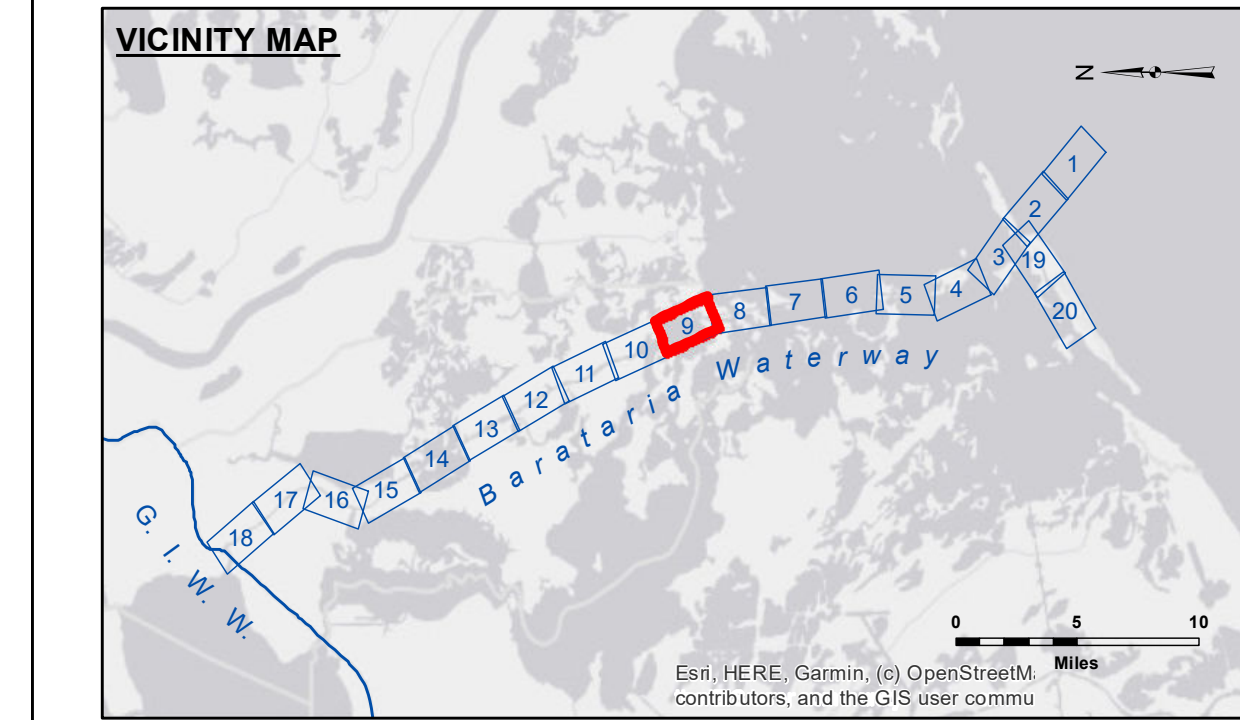 VICINITY MAP
N
1
2
3
19
4
20
5
6
7
8
9
10
11
12
13
14
15
16
17
18
Barataria Waterway
G. I. W. W.
0 5 10
Miles
Esri, HERE, Garmin, (c) OpenStreetM
contributors, and the GIS user commu